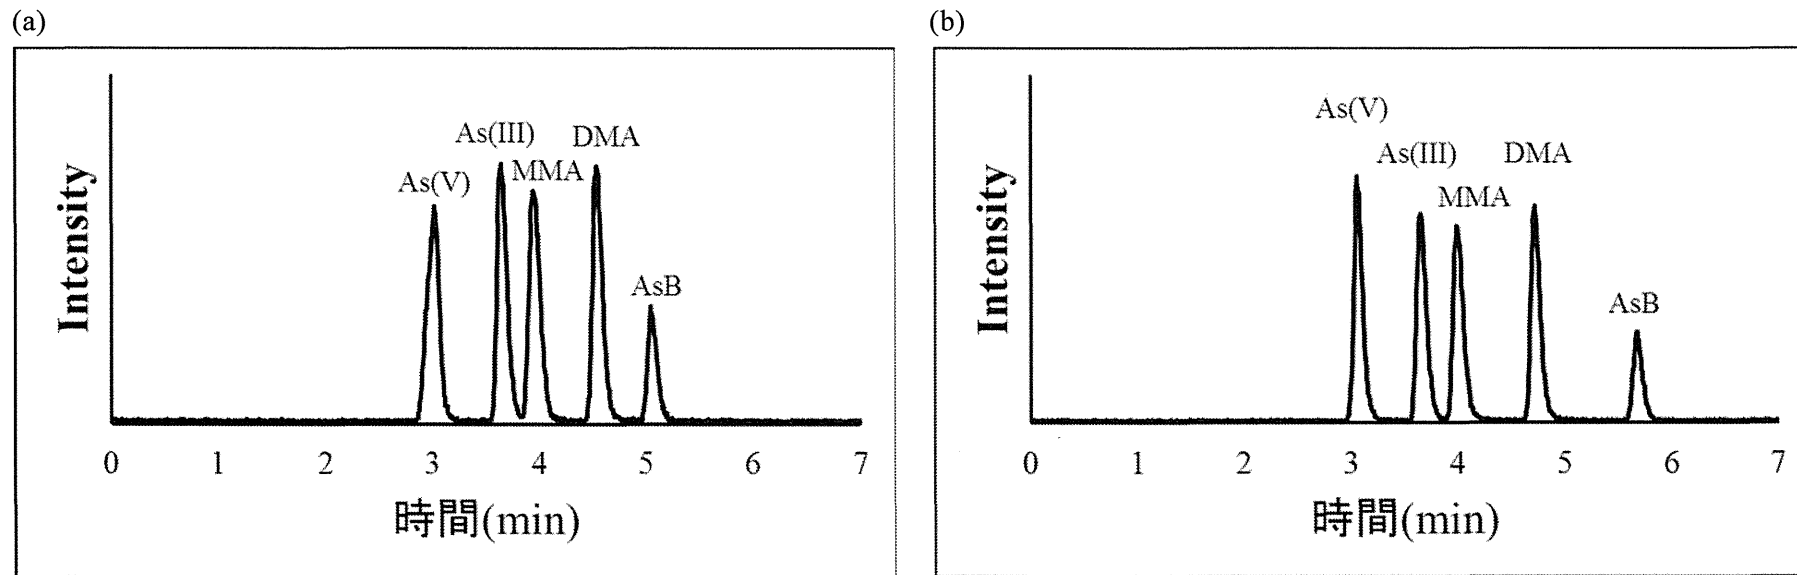 (a)
As(V)
As(III)
MMA
DMA
AsB
Intensity
0 1 2 3 4 5 6 7
時間(min)
(b)
As(V)
As(III)
MMA
DMA
AsB
Intensity
0 1 2 3 4 5 6 7
時間(min)